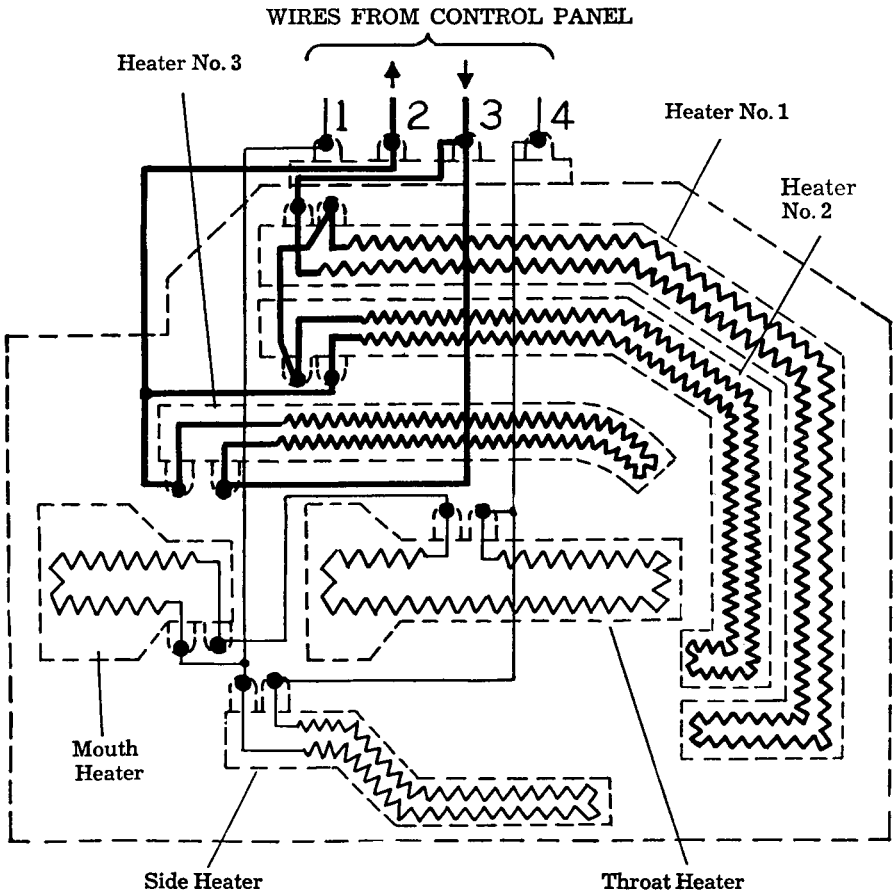 WIRES FROM CONTROL PANEL
Heater No. 3
1 2 3 4
Heater No. 1
Heater
No. 2
Mouth
Heater
Side Heater
Throat Heater